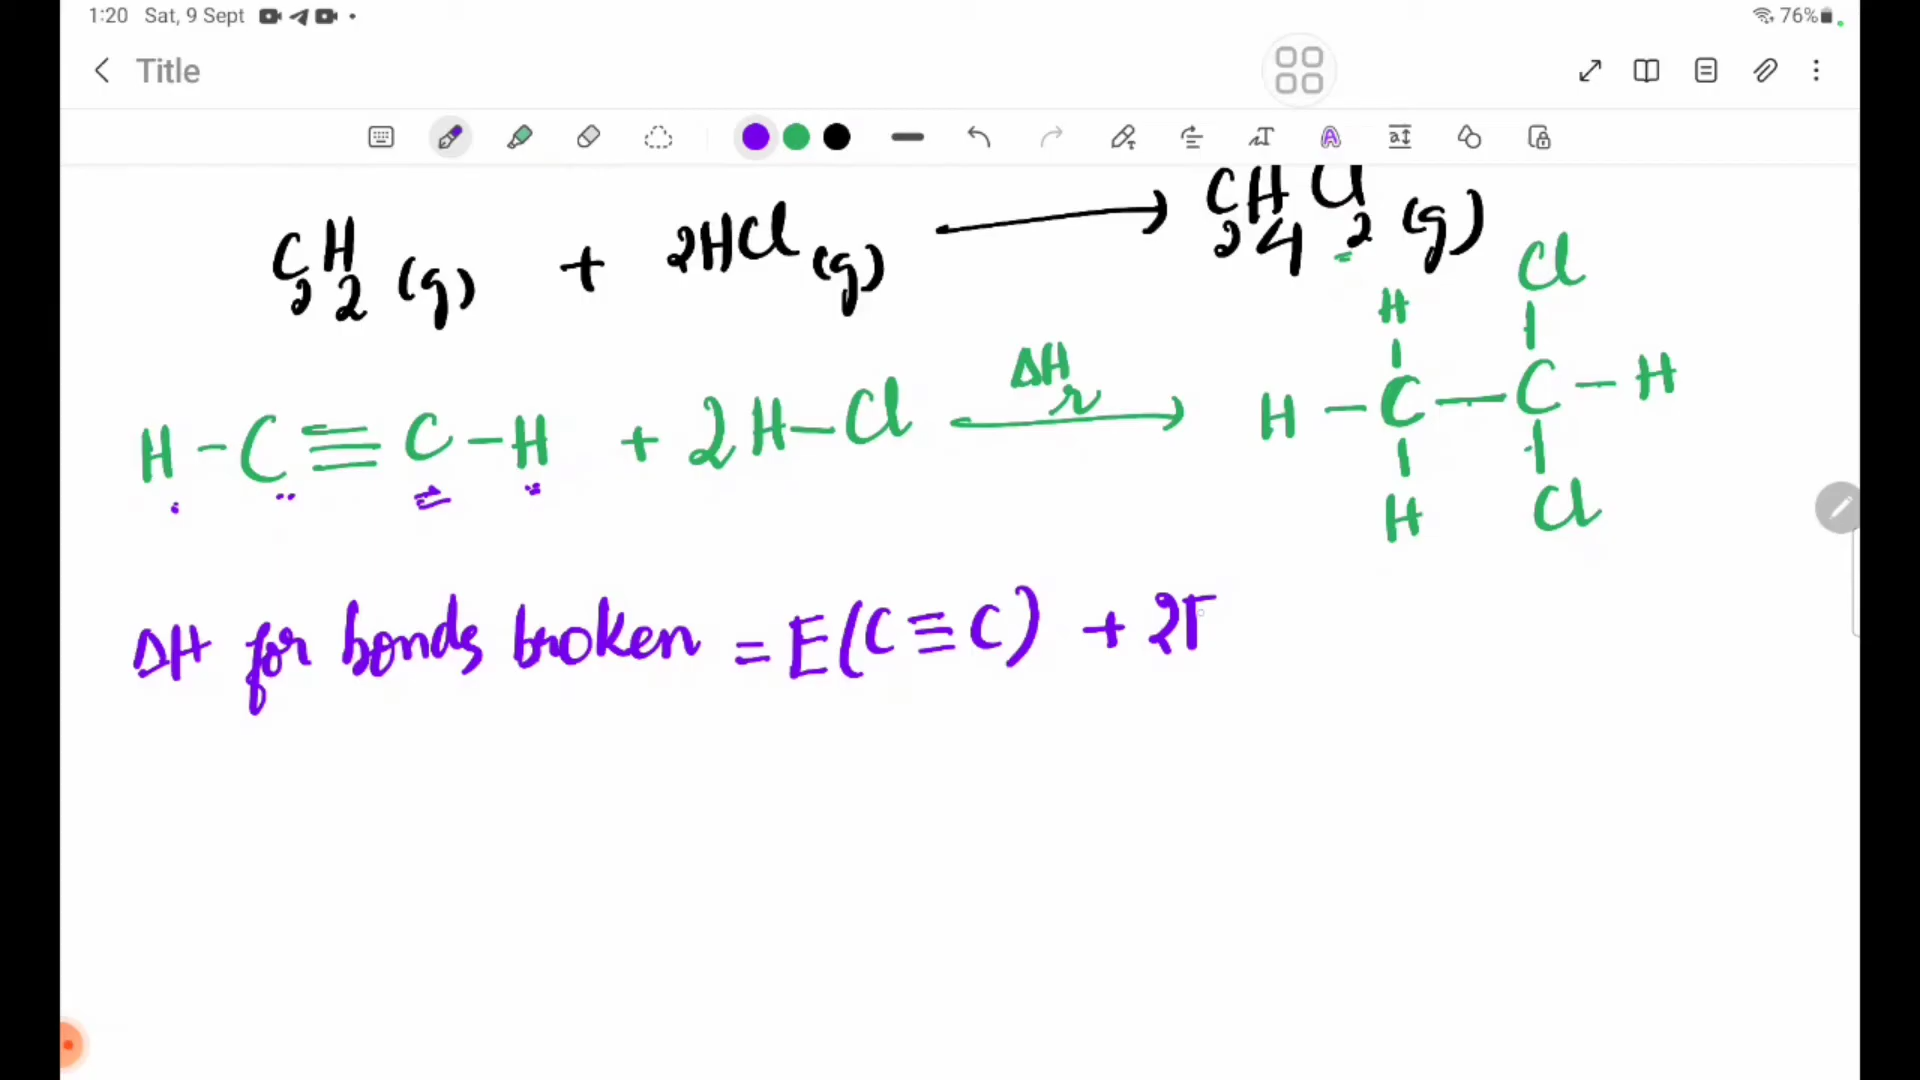 1:20 Sat, 9 Sept
76%
Title
C2H2 (g) + 2HCl (g) ⟶ C2H4Cl2 (g)
ΔHr
H-C≡C-H + 2H-Cl ⟶
H Cl
H-C-C-H
H Cl
ΔH for bonds broken = E(C≡C) + 2